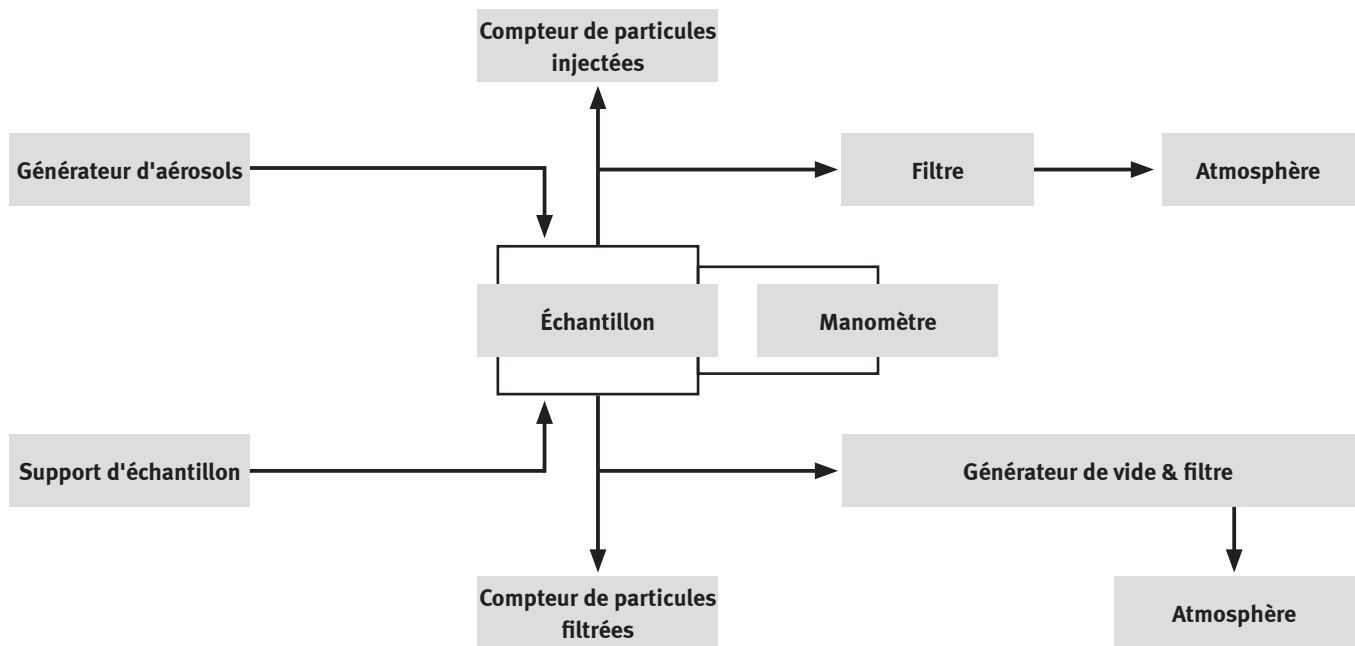 Compteur de particules
injectées
Générateur d'aérosols
Filtre
Atmosphère
Échantillon
Manomètre
Support d'échantillon
Générateur de vide & filtre
Compteur de particules
filtrées
Atmosphère